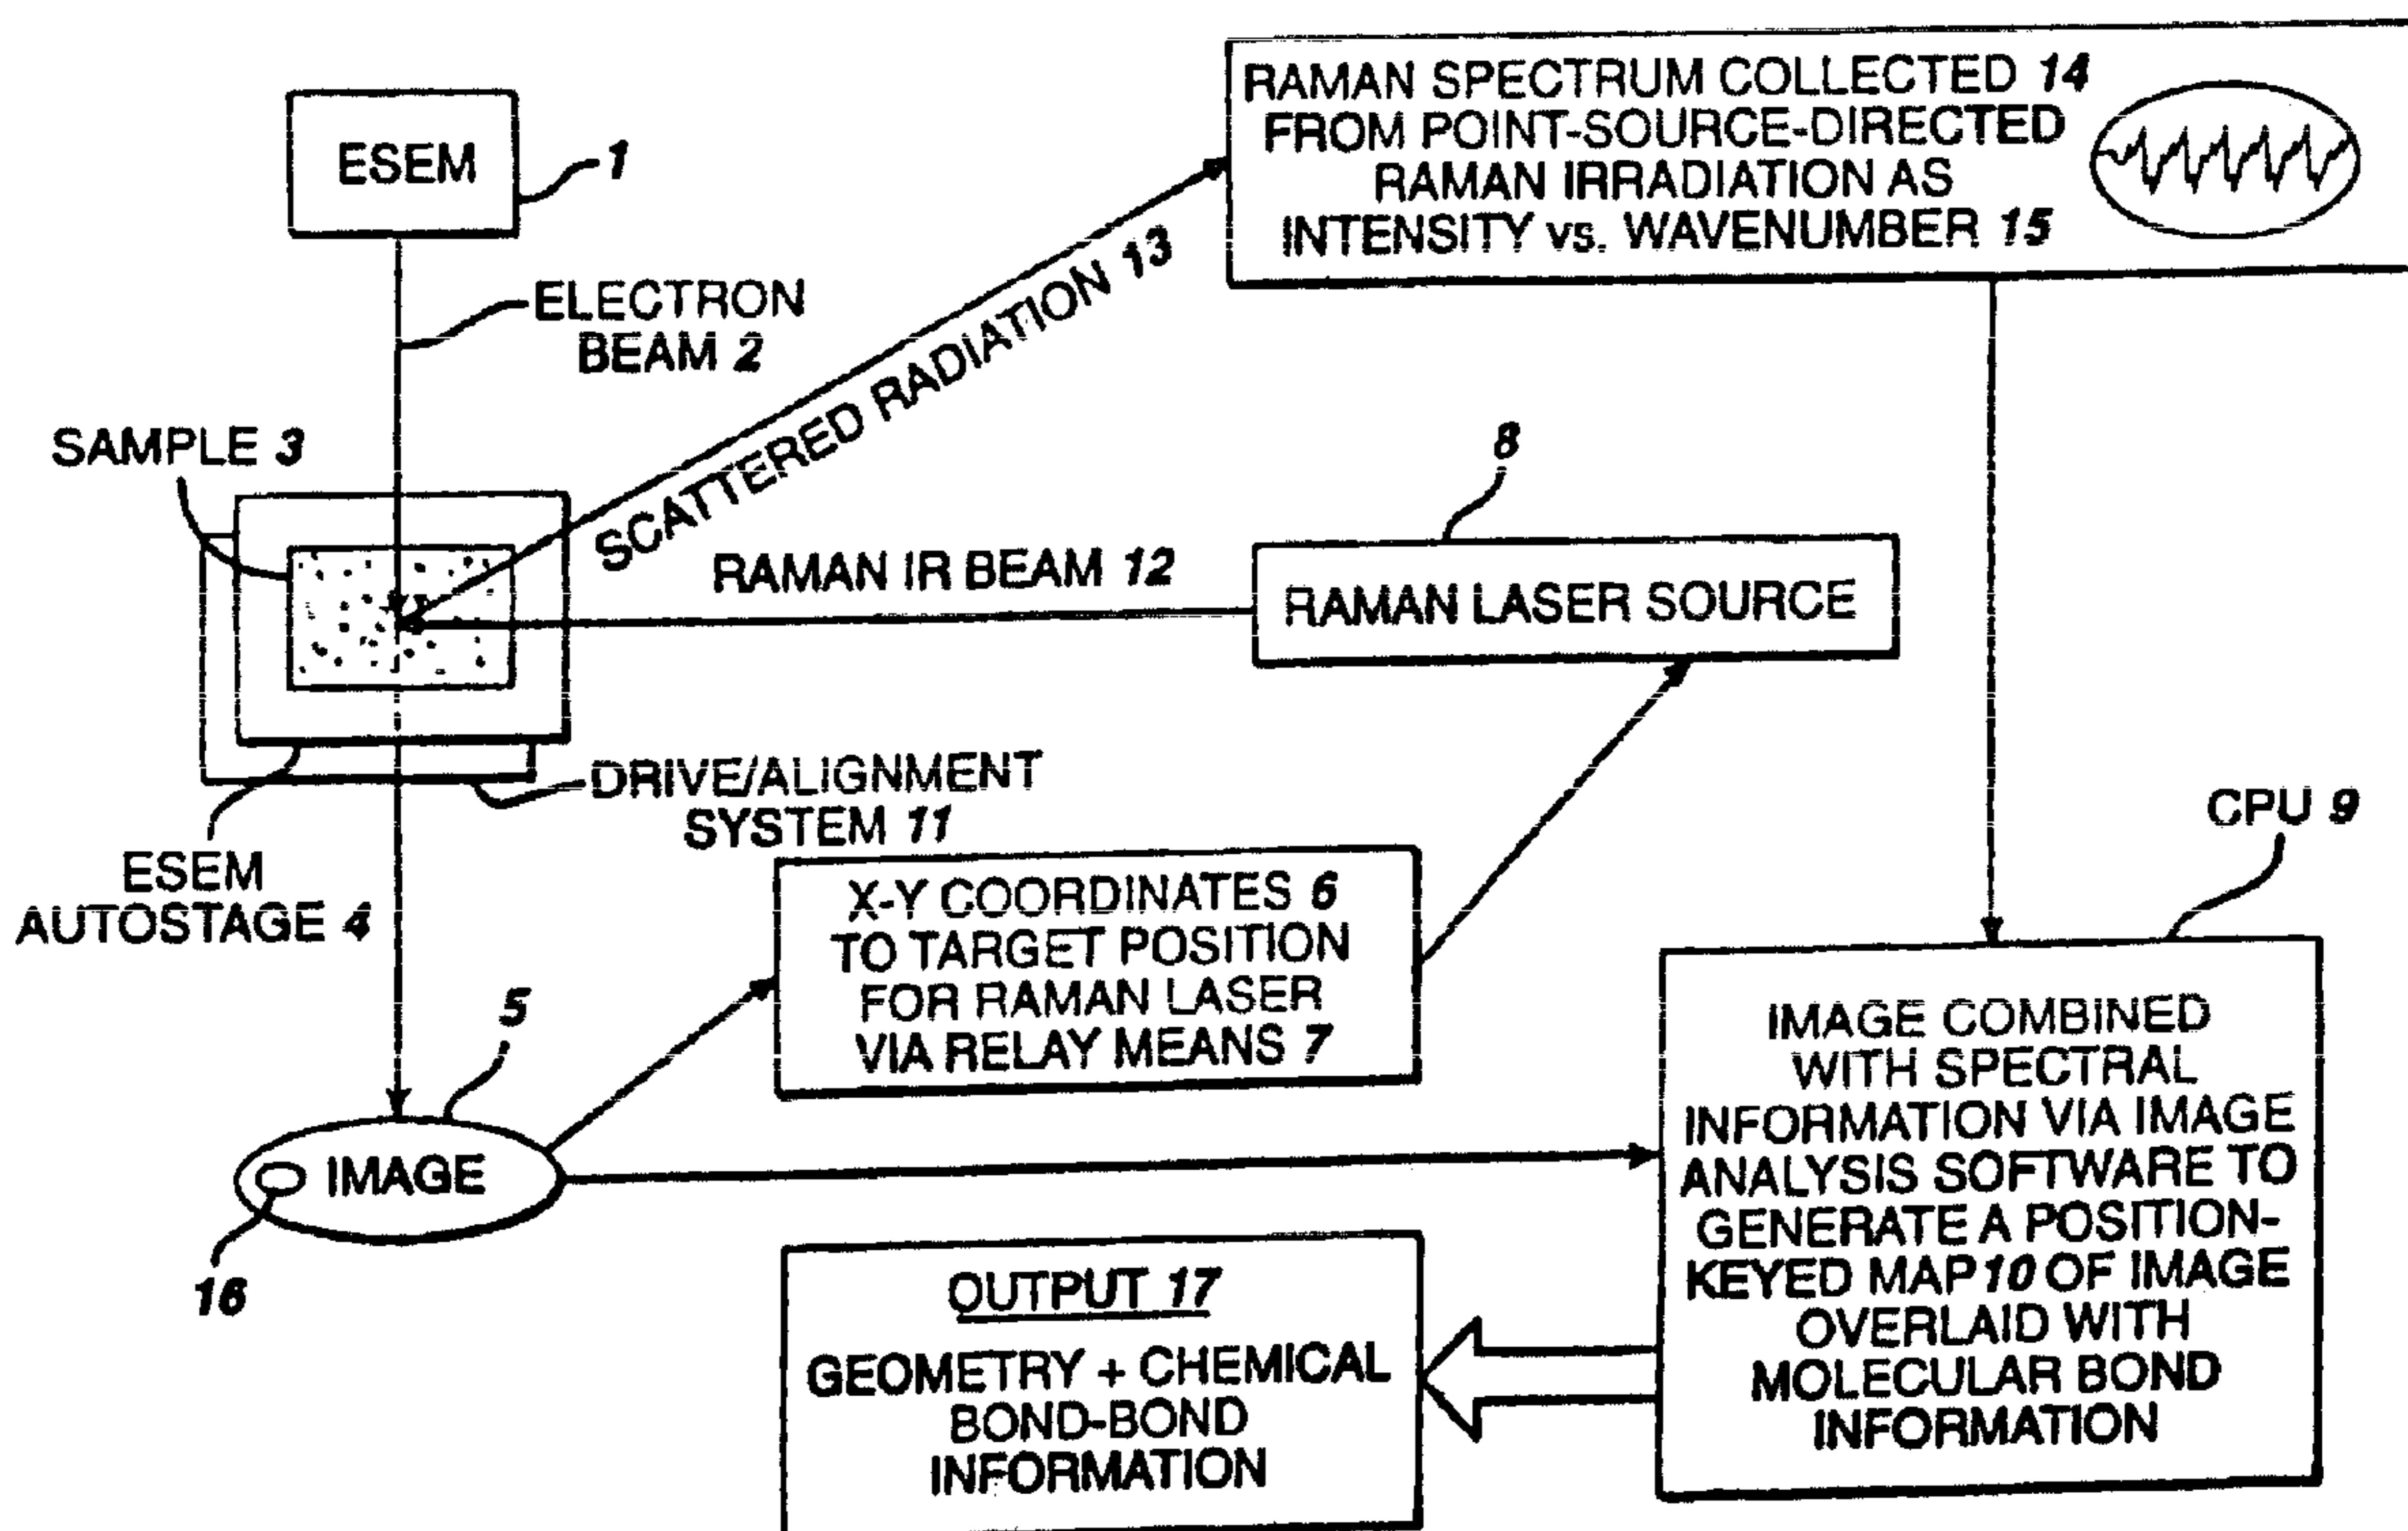 RAMAN SPECTRUM COLLECTED 14
FROM POINT-SOURCE-DIRECTED
RAMAN IRRADIATION AS
INTENSITY vs. WAVENUMBER 15
ESEM
1
ELECTRON
BEAM 2
SCATTERED RADIATION 13
SAMPLE 3
8
RAMAN IR BEAM 12
RAMAN LASER SOURCE
DRIVE/ALIGNMENT
SYSTEM 11
CPU 9
ESEM
AUTOSTAGE 4
X-Y COORDINATES 6
TO TARGET POSITION
FOR RAMAN LASER
VIA RELAY MEANS 7
5
IMAGE
16
IMAGE COMBINED
WITH SPECTRAL
INFORMATION VIA IMAGE
ANALYSIS SOFTWARE TO
GENERATE A POSITION-
KEYED MAP 10 OF IMAGE
OVERLAID WITH
MOLECULAR BOND
INFORMATION
OUTPUT 17
GEOMETRY + CHEMICAL
BOND-BOND
INFORMATION